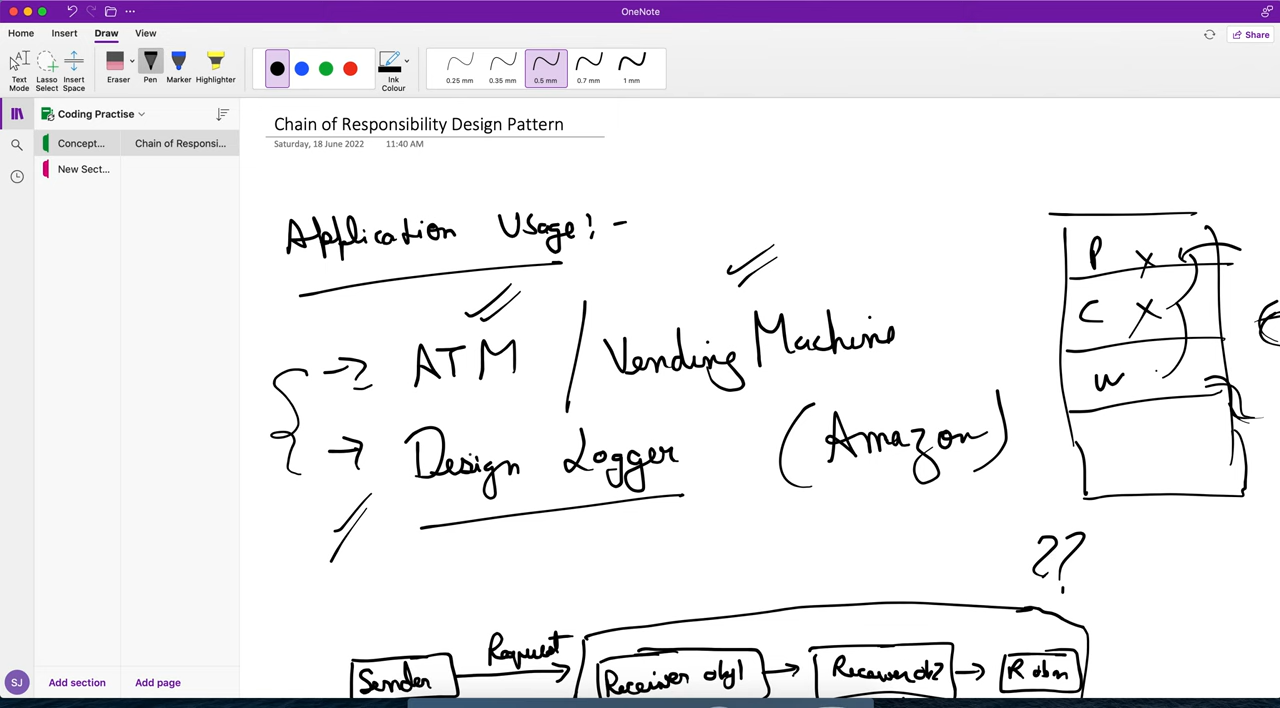 OneNote
Home Insert Draw View
Share
Text Mode
Lasso Select
Insert Space
Eraser
Pen
Marker
Highlighter
Ink Colour
0.25 mm
0.35 mm
0.5 mm
0.7 mm
1 mm
Coding Practise
Concept...
New Sect...
Chain of Responsi...
Chain of Responsibility Design Pattern
Saturday, 18 June 2022 11:40 AM
Application Usage: -
→ ATM / Vending Machine
→ Design Logger (Amazon)
P X
C X
W
??
Request
Sender
Receiver obj1
Receiver ob2
R obn
SJ
Add section
Add page